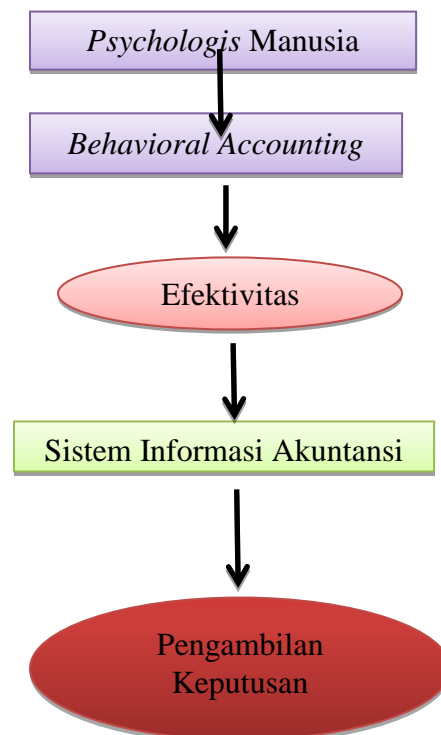 Psychologis Manusia
Behavioral Accounting
Efektivitas
Sistem Informasi Akuntansi
Pengambilan
Keputusan